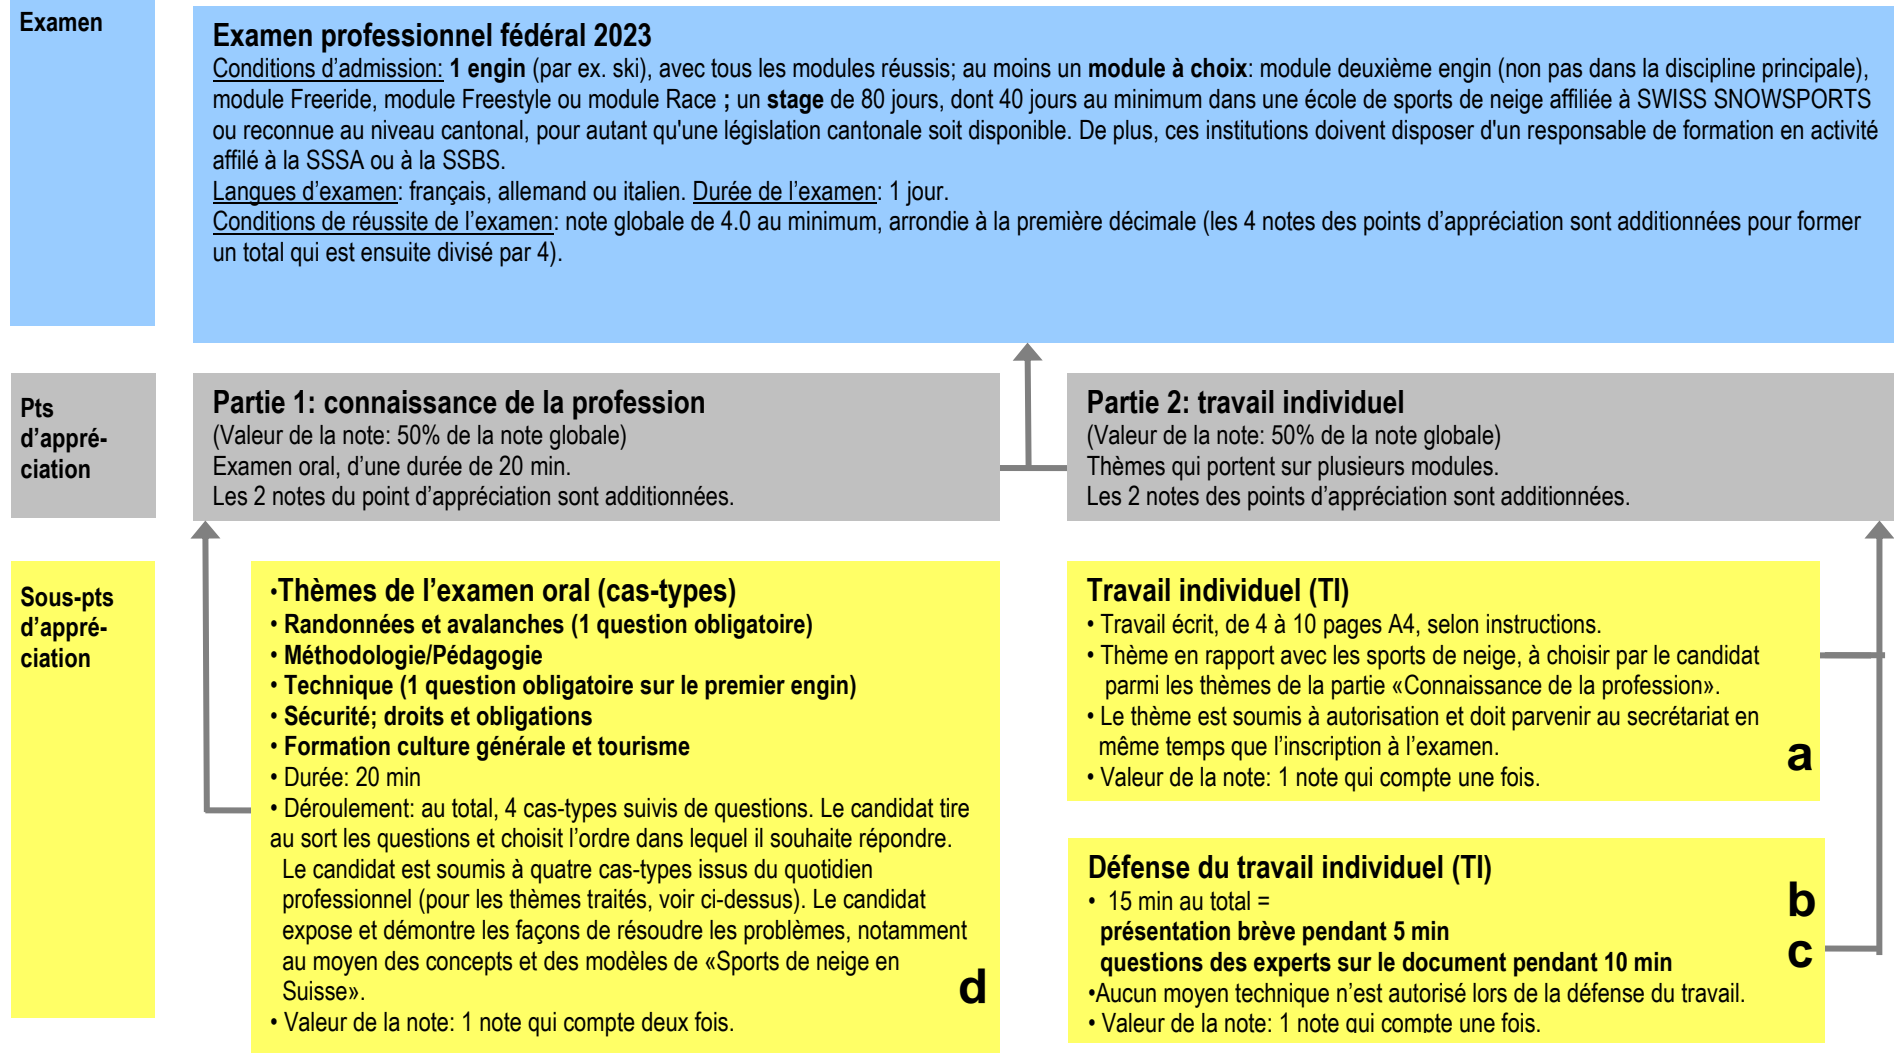 Examen
Examen professionnel fédéral 2023
Conditions d’admission: 1 engin (par ex. ski), avec tous les modules réussis; au moins un module à choix: module deuxième engin (non pas dans la discipline principale),
module Freeride, module Freestyle ou module Race ; un stage de 80 jours, dont 40 jours au minimum dans une école de sports de neige affiliée à SWISS SNOWSPORTS
ou reconnue au niveau cantonal, pour autant qu'une législation cantonale soit disponible. De plus, ces institutions doivent disposer d'un responsable de formation en activité
affilé à la SSSA ou à la SSBS.
Langues d’examen: français, allemand ou italien. Durée de l’examen: 1 jour.
Conditions de réussite de l’examen: note globale de 4.0 au minimum, arrondie à la première décimale (les 4 notes des points d’appréciation sont additionnées pour former
un total qui est ensuite divisé par 4).
Pts
d’appré-
ciation
Partie 1: connaissance de la profession
(Valeur de la note: 50% de la note globale)
Examen oral, d’une durée de 20 min.
Les 2 notes du point d’appréciation sont additionnées.
Partie 2: travail individuel
(Valeur de la note: 50% de la note globale)
Thèmes qui portent sur plusieurs modules.
Les 2 notes des points d’appréciation sont additionnées.
Sous-pts
d’appré-
ciation
•Thèmes de l’examen oral (cas-types)
• Randonnées et avalanches (1 question obligatoire)
• Méthodologie/Pédagogie
• Technique (1 question obligatoire sur le premier engin)
• Sécurité; droits et obligations
• Formation culture générale et tourisme
• Durée: 20 min
• Déroulement: au total, 4 cas-types suivis de questions. Le candidat tire
au sort les questions et choisit l’ordre dans lequel il souhaite répondre.
Le candidat est soumis à quatre cas-types issus du quotidien
professionnel (pour les thèmes traités, voir ci-dessus). Le candidat
expose et démontre les façons de résoudre les problèmes, notamment
au moyen des concepts et des modèles de «Sports de neige en
Suisse».
d
• Valeur de la note: 1 note qui compte deux fois.
Travail individuel (TI)
• Travail écrit, de 4 à 10 pages A4, selon instructions.
• Thème en rapport avec les sports de neige, à choisir par le candidat
parmi les thèmes de la partie «Connaissance de la profession».
• Le thème est soumis à autorisation et doit parvenir au secrétariat en
même temps que l’inscription à l’examen.
a
• Valeur de la note: 1 note qui compte une fois.
Défense du travail individuel (TI)
• 15 min au total =
b
présentation brève pendant 5 min
questions des experts sur le document pendant 10 min
c
•Aucun moyen technique n’est autorisé lors de la défense du travail.
• Valeur de la note: 1 note qui compte une fois.